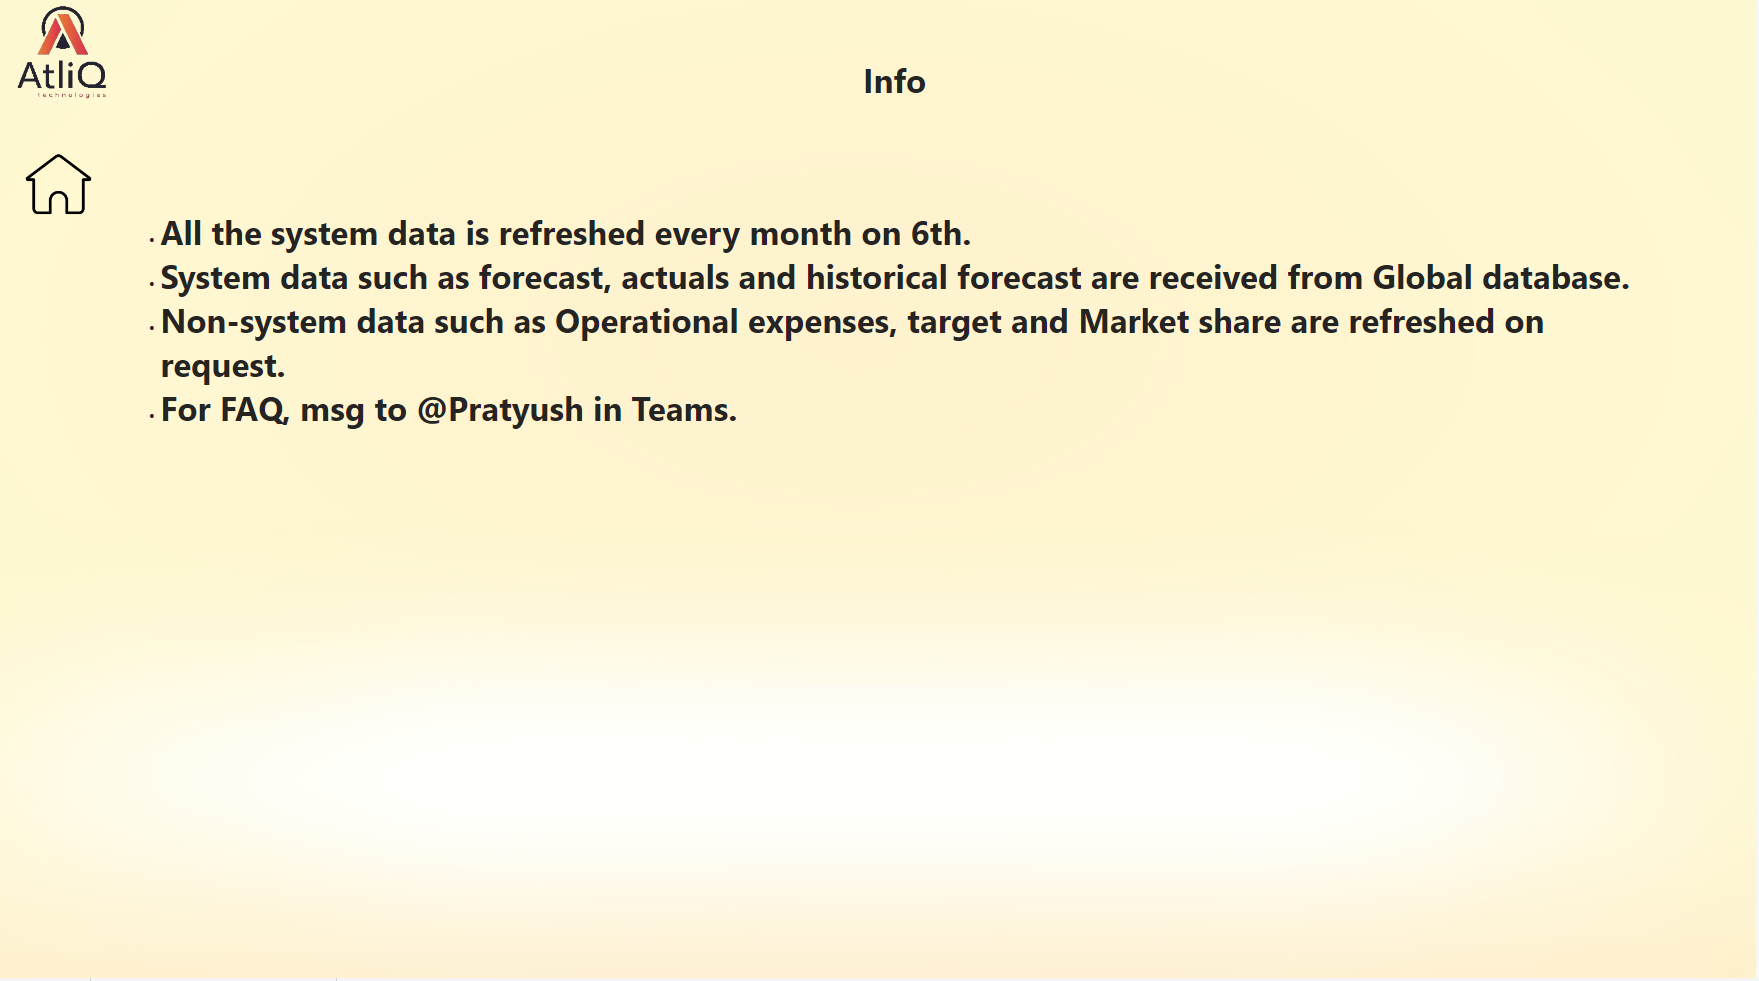 AtliQ
technologies
Info
. All the system data is refreshed every month on 6th.
. System data such as forecast, actuals and historical forecast are received from Global database.
. Non-system data such as Operational expenses, target and Market share are refreshed on
request.
. For FAQ, msg to @Pratyush in Teams.